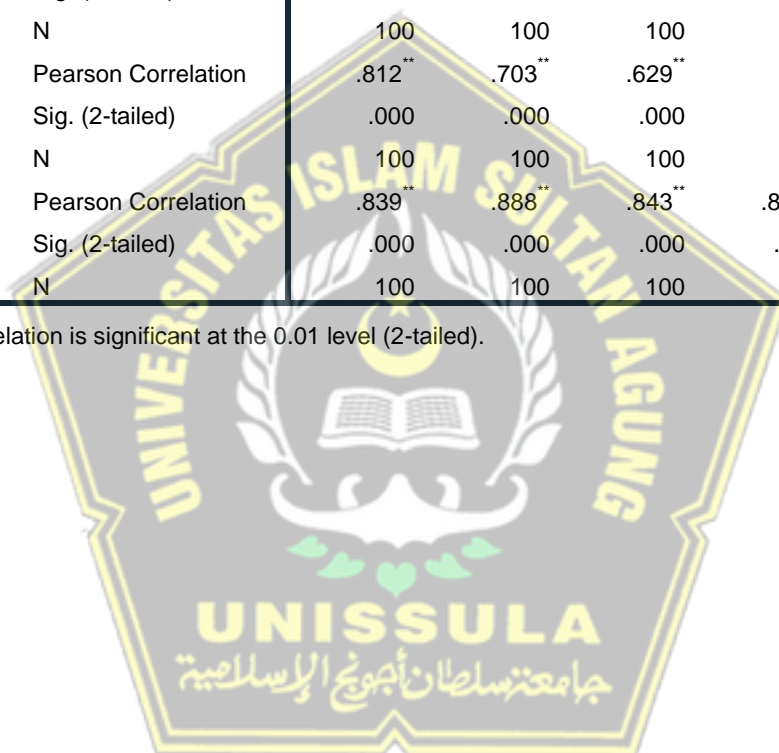 N 100 100 100
Pearson Correlation .812** .703** .629**
Sig. (2-tailed) .000 .000 .000
N 100 100 100
Pearson Correlation .839** .888** .843** .8
Sig. (2-tailed) .000 .000 .000 .
N 100 100 100
elation is significant at the 0.01 level (2-tailed).
UNIVERSITAS ISLAM SULTAN AGUNG
UNISSULA
جامعة سلطان أجونج الإسلامية